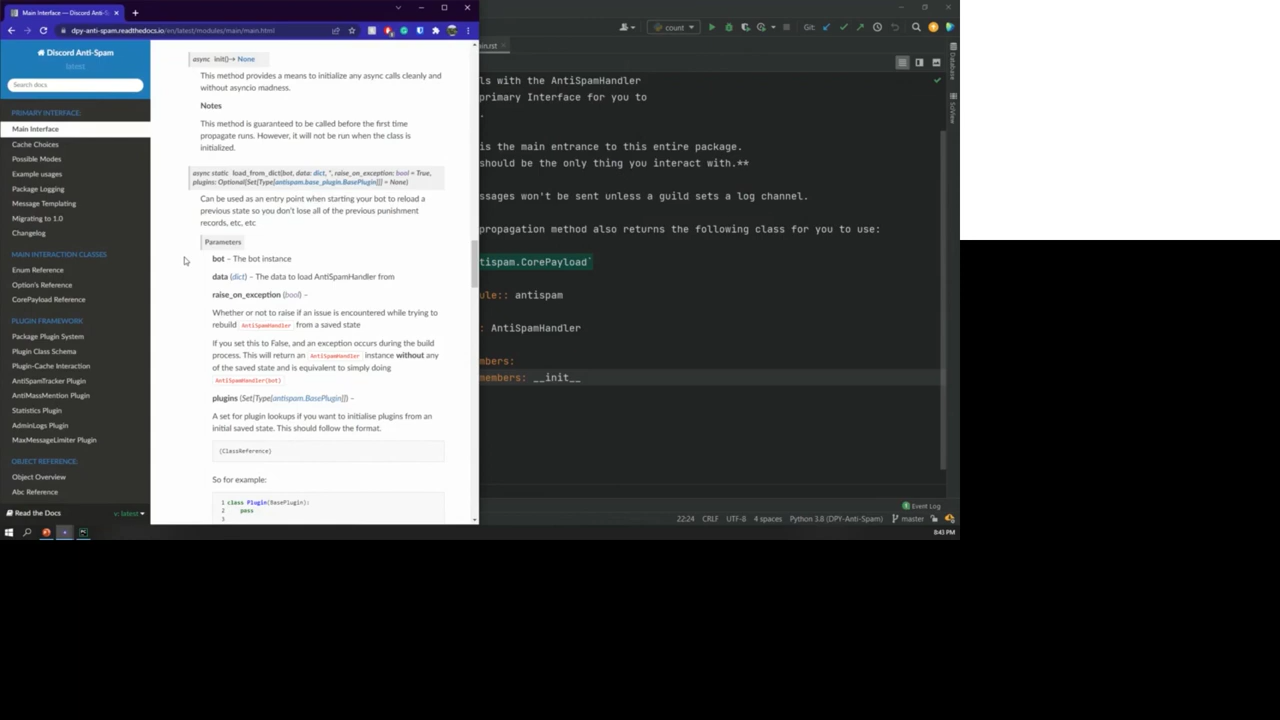 Main Interface — Discord Anti-S
dpy-anti-spam.readthedocs.io/en/latest/modules/main/main.html
Discord Anti-Spam
latest
Search docs
PRIMARY INTERFACE:
Main Interface
Cache Choices
Possible Modes
Example usages
Package Logging
Message Templating
Migrating to 1.0
Changelog
MAIN INTERACTION CLASSES
Enum Reference
Option's Reference
CorePayload Reference
PLUGIN FRAMEWORK
Package Plugin System
Plugin Class Schema
Plugin-Cache Interaction
AntiSpamTracker Plugin
AntiMassMention Plugin
Statistics Plugin
AdminLogs Plugin
MaxMessageLimiter Plugin
OBJECT REFERENCE:
Object Overview
Abc Reference
Read the Docs
v: latest
async init() → None
This method provides a means to initialize any async calls cleanly and
without asyncio madness.
Notes
This method is guaranteed to be called before the first time
propagate runs. However, it will not be run when the class is
initialized.
async static load_from_dict(bot, data: dict, *, raise_on_exception: bool = True,
plugins: Optional[Set[Type[antispam.base_plugin.BasePlugin]]] = None)
Can be used as an entry point when starting your bot to reload a
previous state so you don't lose all of the previous punishment
records, etc, etc
Parameters
bot – The bot instance
data (dict) – The data to load AntiSpamHandler from
raise_on_exception (bool) –
Whether or not to raise if an issue is encountered while trying to
rebuild AntiSpamHandler from a saved state
If you set this to False, and an exception occurs during the build
process. This will return an AntiSpamHandler instance without any
of the saved state and is equivalent to simply doing
AntiSpamHandler(bot)
plugins (Set[Type[antispam.BasePlugin]]) –
A set for plugin lookups if you want to initialise plugins from an
initial saved state. This should follow the format.
{ClassReference}
So for example:
1 class Plugin(BasePlugin):
2 pass
3
count
Git:
in.rst
ls with the AntiSpamHandler
primary Interface for you to
.
is the main entrance to this entire package.
should be the only thing you interact with.**
ssages won't be sent unless a guild sets a log channel.
propagation method also returns the following class for you to use:
tispam.CorePayload`
ule:: antispam
: AntiSpamHandler
mbers:
members: __init__
Database
SciView
Event Log
22:24 CRLF UTF-8 4 spaces Python 3.8 (DPY-Anti-Spam) master
8:43 PM